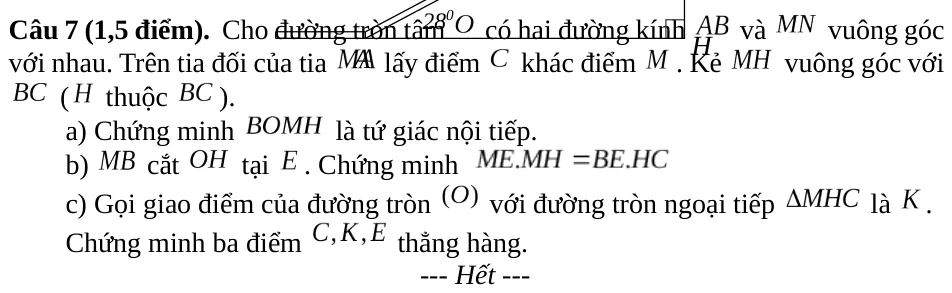 Câu 7 (1,5 điểm). Cho đường tròn tâm 28⁰ O có hai đường kính AB và MN vuông góc
H
với nhau. Trên tia đối của tia MA lấy điểm C khác điểm M . Kẻ MH vuông góc với
BC ( H thuộc BC ).
a) Chứng minh BOMH là tứ giác nội tiếp.
b) MB cắt OH tại E . Chứng minh ME.MH = BE.HC
c) Gọi giao điểm của đường tròn (O) với đường tròn ngoại tiếp ΔMHC là K .
Chứng minh ba điểm C, K, E thẳng hàng.
--- Hết ---